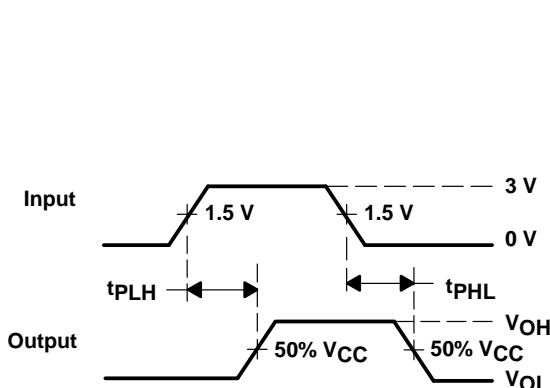 3 V
Input
1.5 V
1.5 V
0 V
tPLH
tPHL
VOH
Output
50% VCC
50% VCC
VOL